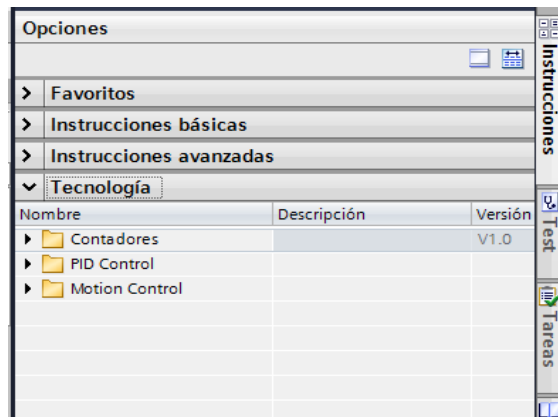 Opciones
Favoritos
Instrucciones básicas
Instrucciones avanzadas
Tecnología
Nombre Descripción Versión
Contadores V1.0
PID Control
Motion Control
Instrucciones
Test
Tareas